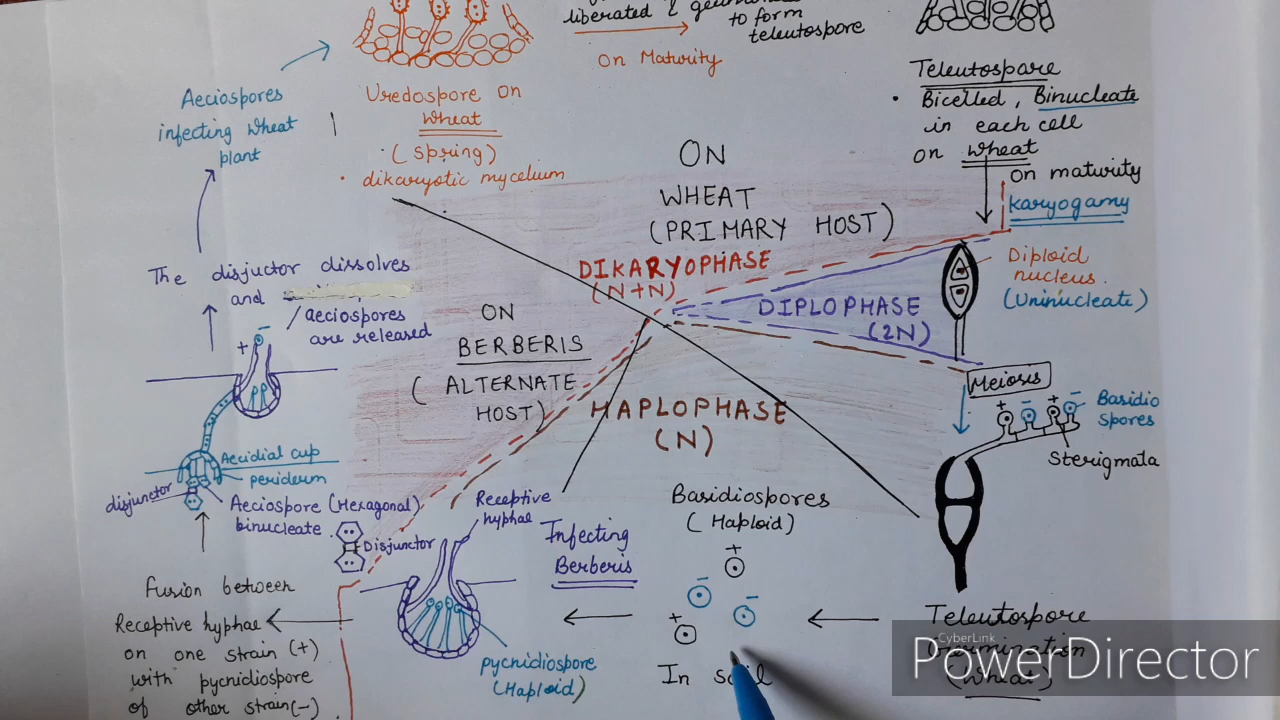 liberated &
to form
teleutospore
on Maturity
Uredospore on
Wheat
(Spring)
• dikaryotic mycelium
Aeciospores
infecting wheat
plant
Teleutospare
• Bicelled, Binucleate
in each cell
on wheat
on maturity
karyogamy
ON
WHEAT
(PRIMARY HOST)
DIKARYOPHASE
(N+N)
DIPLOPHASE
(2N)
Diploid
nucleus.
(Uninucleate)
Meiosis
+ - + -
Basidio
spores
Sterigmata
The disjuctor dissolves
and
/aeciospores
are released
ON
BERBERIS
(ALTERNATE
HOST)
HAPLOPHASE
(N)
+ -
Aecidial cup
periderm
disjunctor
Aeciospore (Hexagonal)
binucleate.
Disjunctor
Receptive
hyphae
Infecting
Berberis
Basidiospores
(Haploid)
+
-
-
+
In soil
pycnidiospore
(Haploid)
Fusion between
Receptive hyphae
on one strain (+)
with pycnidiospore
of other strain(-)
Teleutospore
Germination
(Wheat)
CyberLink
PowerDirector